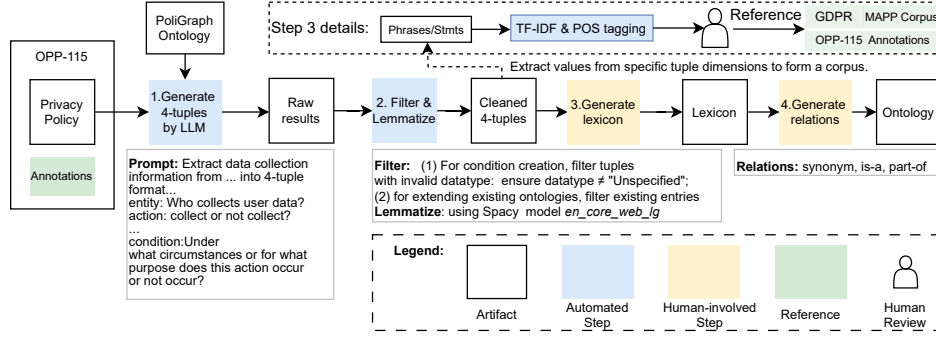 Step 3 details:
Phrases/Stmts
TF-IDF & POS tagging
Reference
GDPR MAPP Corpus
OPP-115 Annotations
Extract values from specific tuple dimensions to form a corpus.
PoliGraph
Ontology
OPP-115
Privacy
Policy
Annotations
1.Generate
4-tuples
by LLM
Raw
results
2. Filter &
Lemmatize
Cleaned
4-tuples
3.Generate
lexicon
Lexicon
4.Generate
relations
Ontology
Prompt: Extract data collection
information from ... into 4-tuple
format...
entity: Who collects user data?
action: collect or not collect?
...
condition:Under
what circumstances or for what
purpose does this action occur
or not occur?
Filter: (1) For condition creation, filter tuples
with invalid datatype: ensure datatype ≠ "Unspecified";
(2) for extending existing ontologies, filter existing entries
Lemmatize: using Spacy model en_core_web_lg
Relations: synonym, is-a, part-of
Legend:
Artifact
Automated
Step
Human-involved
Step
Reference
Human
Review